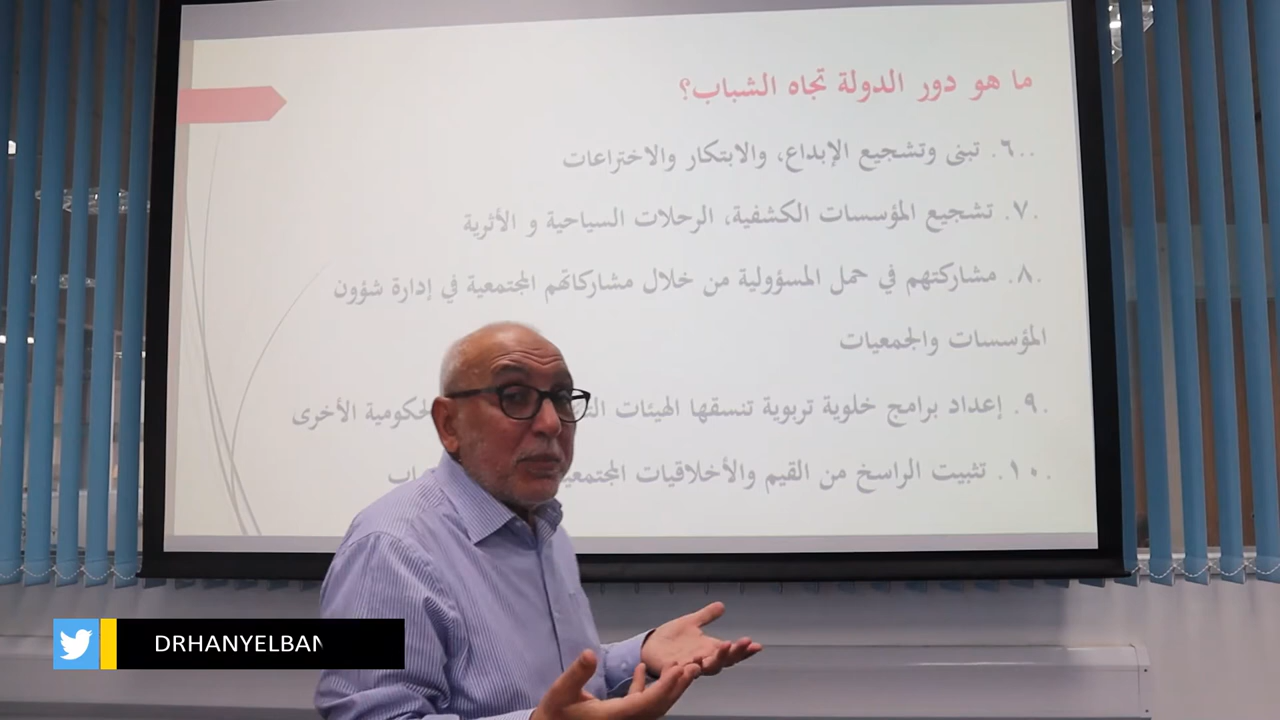 ما هو دور الدولة تجاه الشباب؟
..٦. تبنى وتشجيع الإبداع، والابتكار والاختراعات
.٧. تشجيع المؤسسات الكشفية، الرحلات السياحية و الأثرية
.٨. مشاركتهم في حمل المسؤولية من خلال مشاركاتهم المجتمعية في إدارة شؤون
المؤسسات والجمعيات
.٩. إعداد برامج خلوية تربوية تنسقها الهيئات الأخرى
.١٠. تثبيت الراسخ من القيم والأخلاقيات
DRHANYELBAN